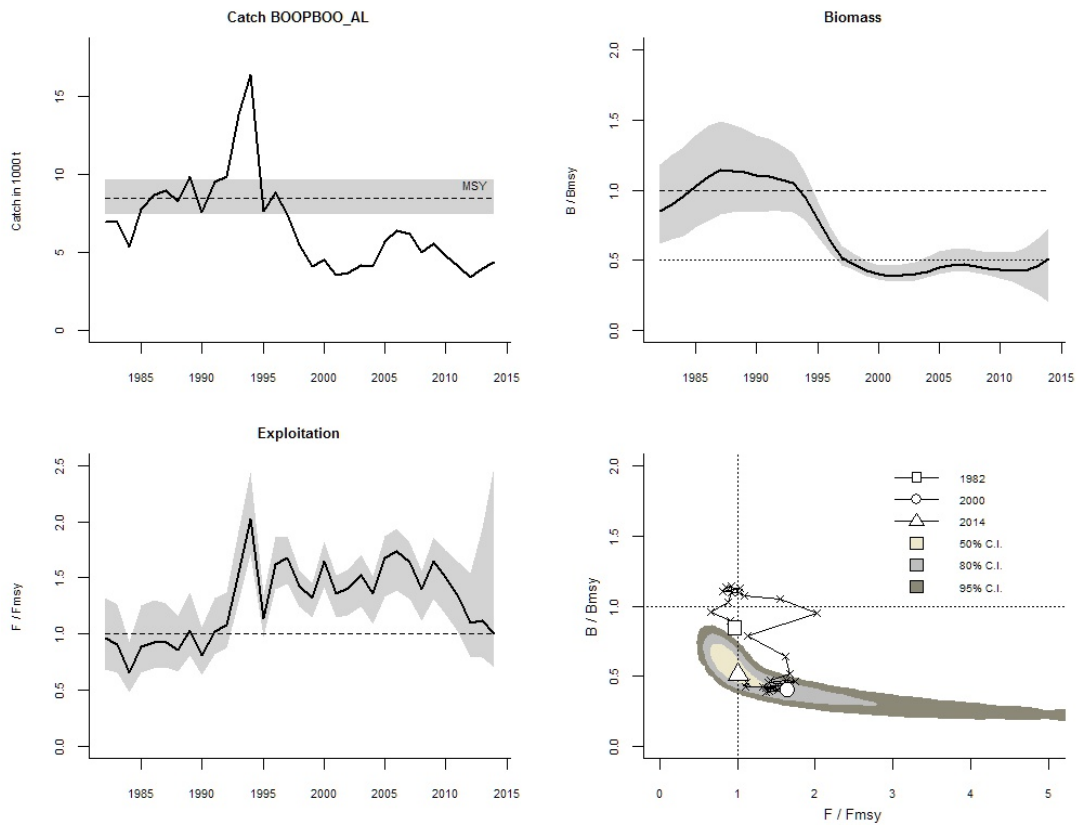 Catch BOOPBOO_AL
Catch in 1000 t
15
10
5
0
MSY
1985 1990 1995 2000 2005 2010 2015
Biomass
B / Bmsy
2.0
1.5
1.0
0.5
0.0
1985 1990 1995 2000 2005 2010 2015
Exploitation
F / Fmsy
2.5
2.0
1.5
1.0
0.5
0.0
1985 1990 1995 2000 2005 2010 2015
B / Bmsy
2.0
1.5
1.0
0.5
0.0
1982
2000
2014
50% C.I.
80% C.I.
95% C.I.
0 1 2 3 4 5
F / Fmsy